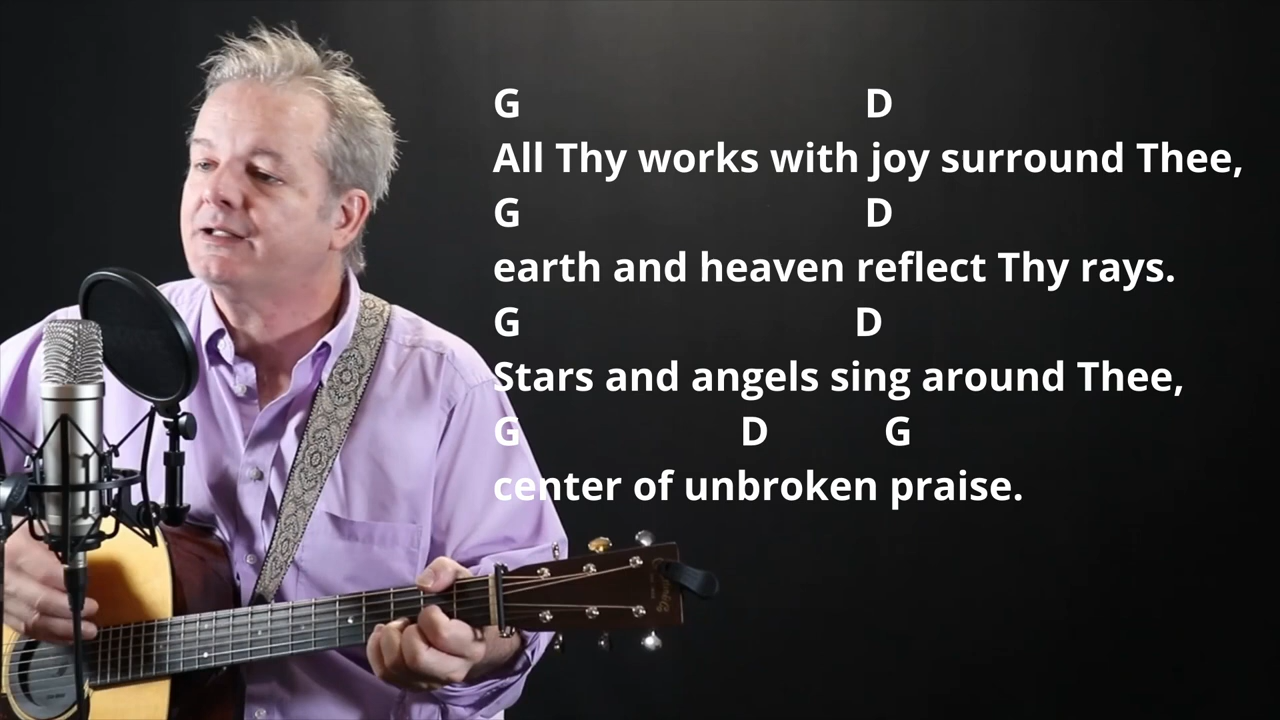 G D
All Thy works with joy surround Thee,
G D
earth and heaven reflect Thy rays.
G D
Stars and angels sing around Thee,
G D G
center of unbroken praise.